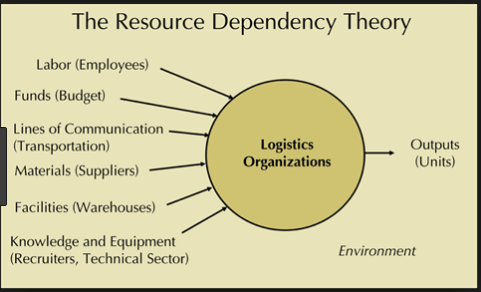 The Resource Dependency Theory
Labor (Employees)
Funds (Budget)
Lines of Communication
(Transportation)
Materials (Suppliers)
Facilities (Warehouses)
Knowledge and Equipment
(Recruiters, Technical Sector)
Logistics
Organizations
Outputs
(Units)
Environment